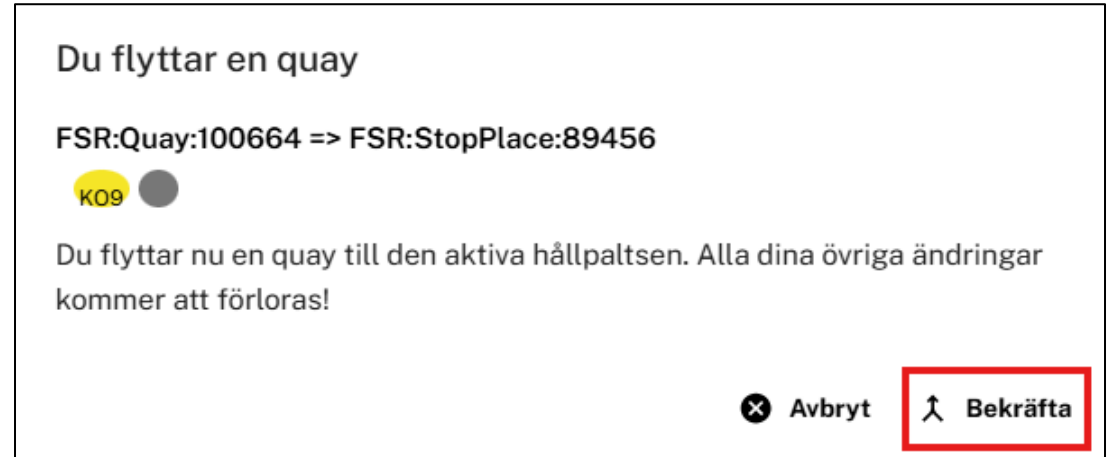 Du flyttar en quay
FSR:Quay:100664 => FSR:StopPlace:89456
KO9
Du flyttar nu en quay till den aktiva hållpaltsen. Alla dina övriga ändringar
kommer att förloras!
Avbryt Bekräfta